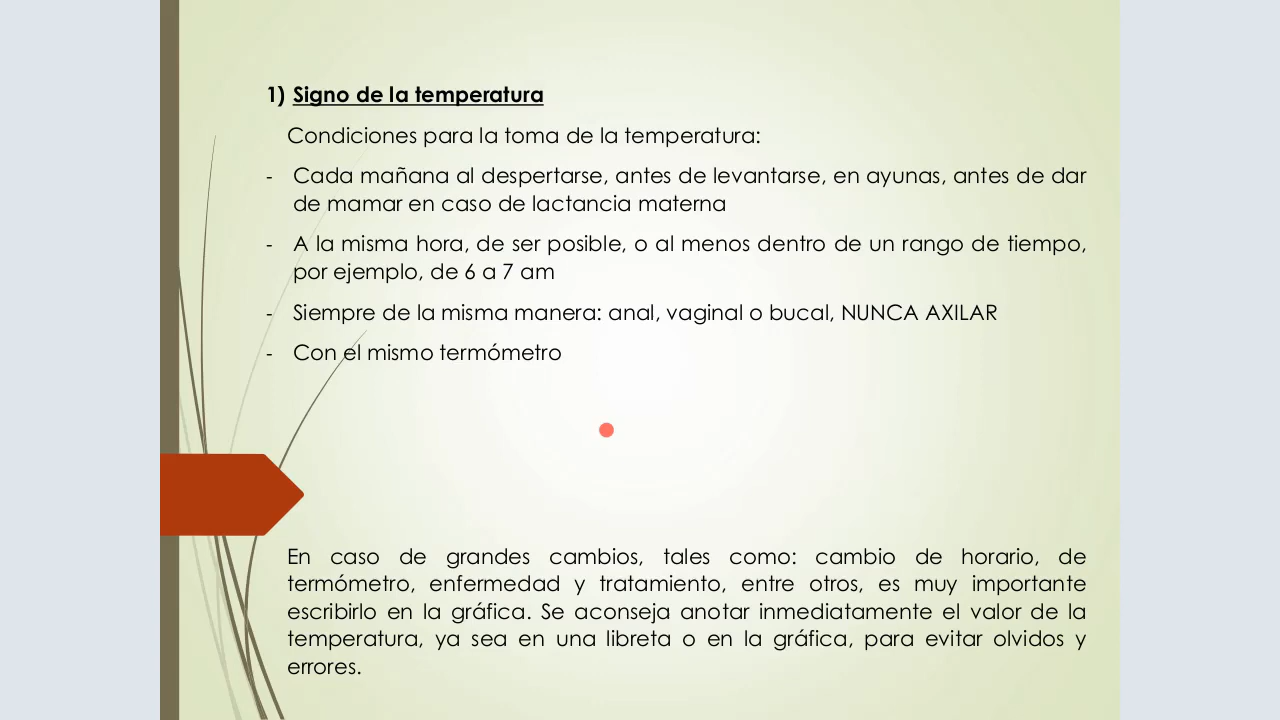 1) Signo de la temperatura
Condiciones para la toma de la temperatura:
- Cada mañana al despertarse, antes de levantarse, en ayunas, antes de dar
de mamar en caso de lactancia materna
- A la misma hora, de ser posible, o al menos dentro de un rango de tiempo,
por ejemplo, de 6 a 7 am
- Siempre de la misma manera: anal, vaginal o bucal, NUNCA AXILAR
- Con el mismo termómetro
En caso de grandes cambios, tales como: cambio de horario, de
termómetro, enfermedad y tratamiento, entre otros, es muy importante
escribirlo en la gráfica. Se aconseja anotar inmediatamente el valor de la
temperatura, ya sea en una libreta o en la gráfica, para evitar olvidos y
errores.